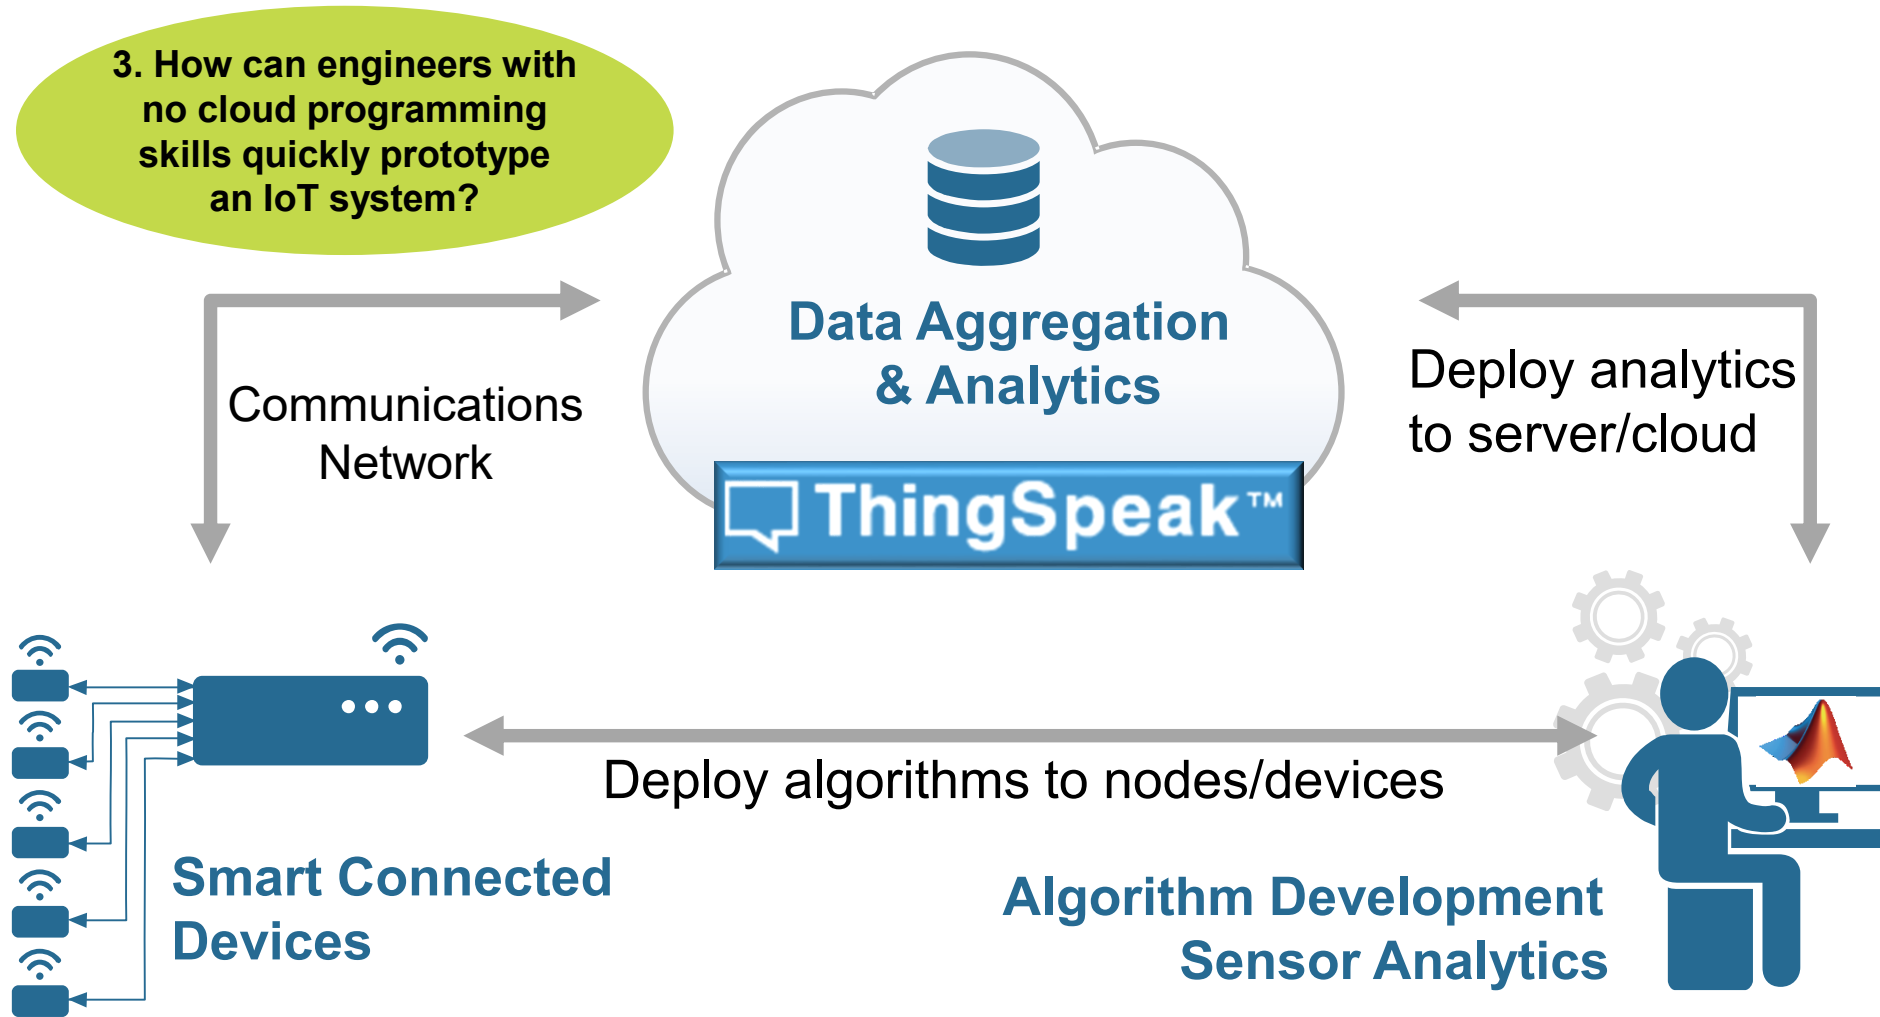 3. How can engineers with
no cloud programming
skills quickly prototype
an IoT system?
Data Aggregation
& Analytics
ThingSpeak™
Communications
Network
Deploy analytics
to server/cloud
Deploy algorithms to nodes/devices
Smart Connected
Devices
Algorithm Development
Sensor Analytics